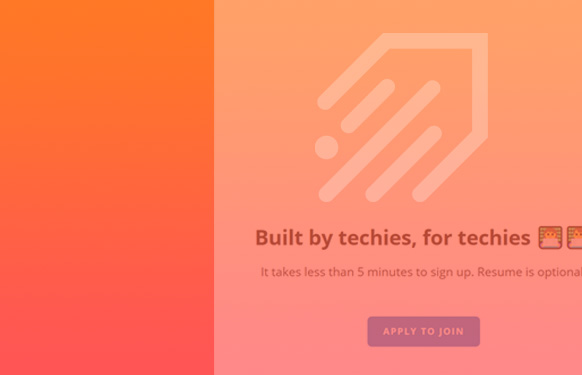 Built by techies, for techies
It takes less than 5 minutes to sign up. Resume is optional
APPLY TO JOIN